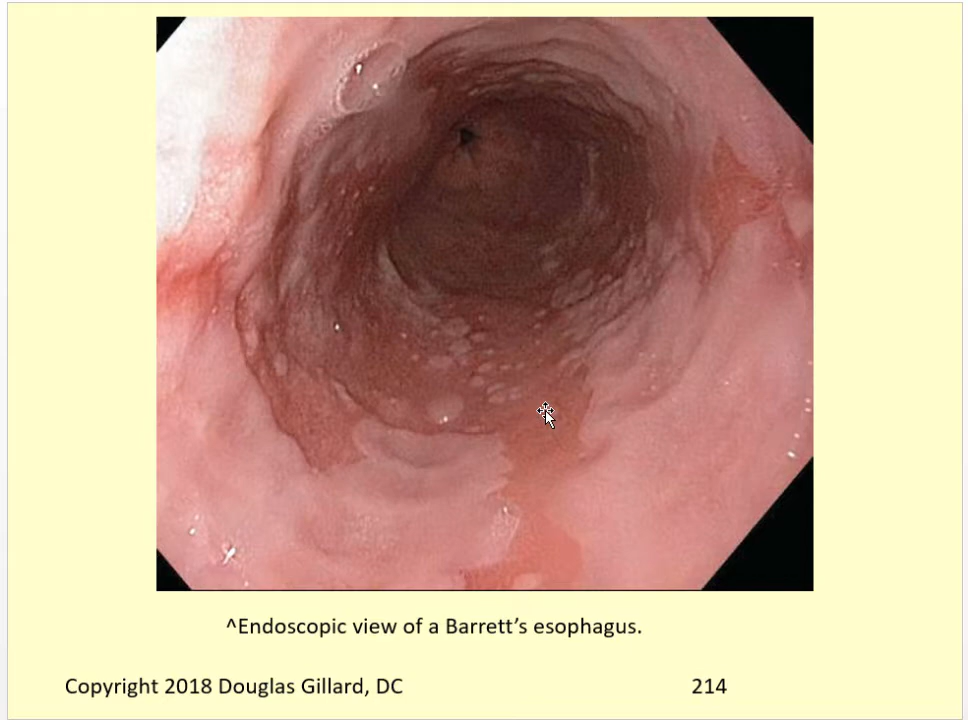 ^Endoscopic view of a Barrett’s esophagus.
Copyright 2018 Douglas Gillard, DC 214